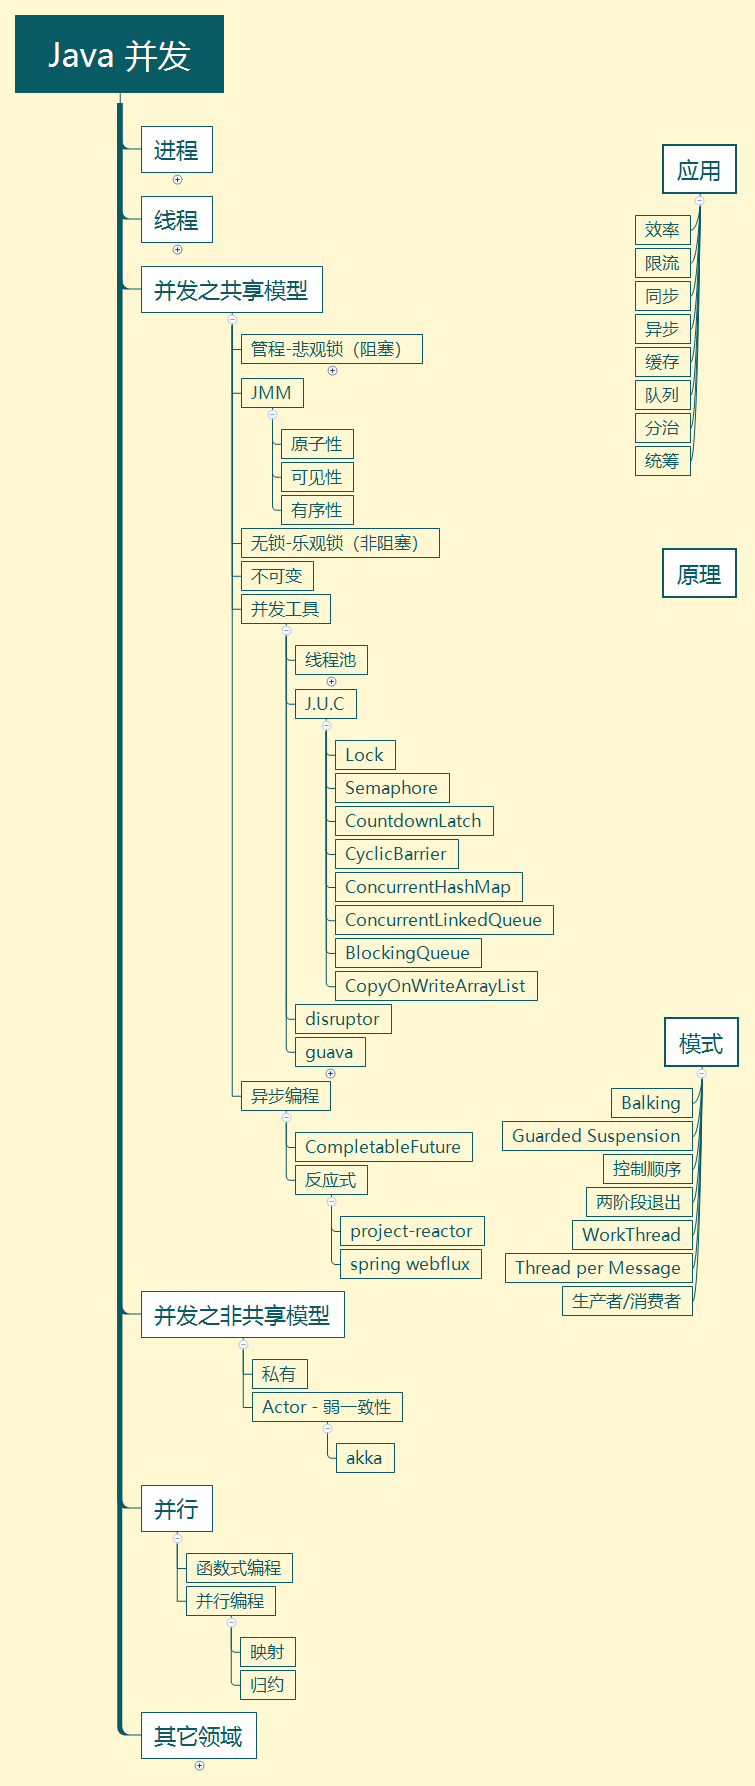 Java 并发
进程
线程
并发之共享模型
管程-悲观锁（阻塞）
JMM
原子性
可见性
有序性
无锁-乐观锁（非阻塞）
不可变
并发工具
线程池
J.U.C
Lock
Semaphore
CountdownLatch
CyclicBarrier
ConcurrentHashMap
ConcurrentLinkedQueue
BlockingQueue
CopyOnWriteArrayList
disruptor
guava
异步编程
CompletableFuture
反应式
project-reactor
spring webflux
并发之非共享模型
私有
Actor - 弱一致性
akka
并行
函数式编程
并行编程
映射
归约
其它领域
应用
效率
限流
同步
异步
缓存
队列
分治
统筹
原理
模式
Balking
Guarded Suspension
控制顺序
两阶段退出
WorkThread
Thread per Message
生产者/消费者